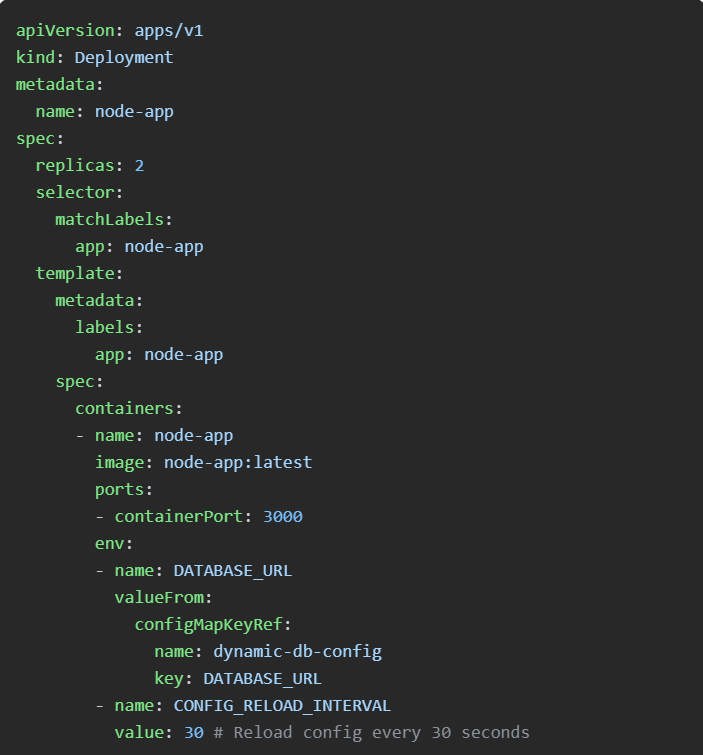 apiVersion: apps/v1
kind: Deployment
metadata:
  name: node-app
spec:
  replicas: 2
  selector:
    matchLabels:
      app: node-app
  template:
    metadata:
      labels:
        app: node-app
    spec:
      containers:
      - name: node-app
        image: node-app:latest
        ports:
        - containerPort: 3000
        env:
        - name: DATABASE_URL
          valueFrom:
            configMapKeyRef:
              name: dynamic-db-config
              key: DATABASE_URL
        - name: CONFIG_RELOAD_INTERVAL
          value: 30 # Reload config every 30 seconds